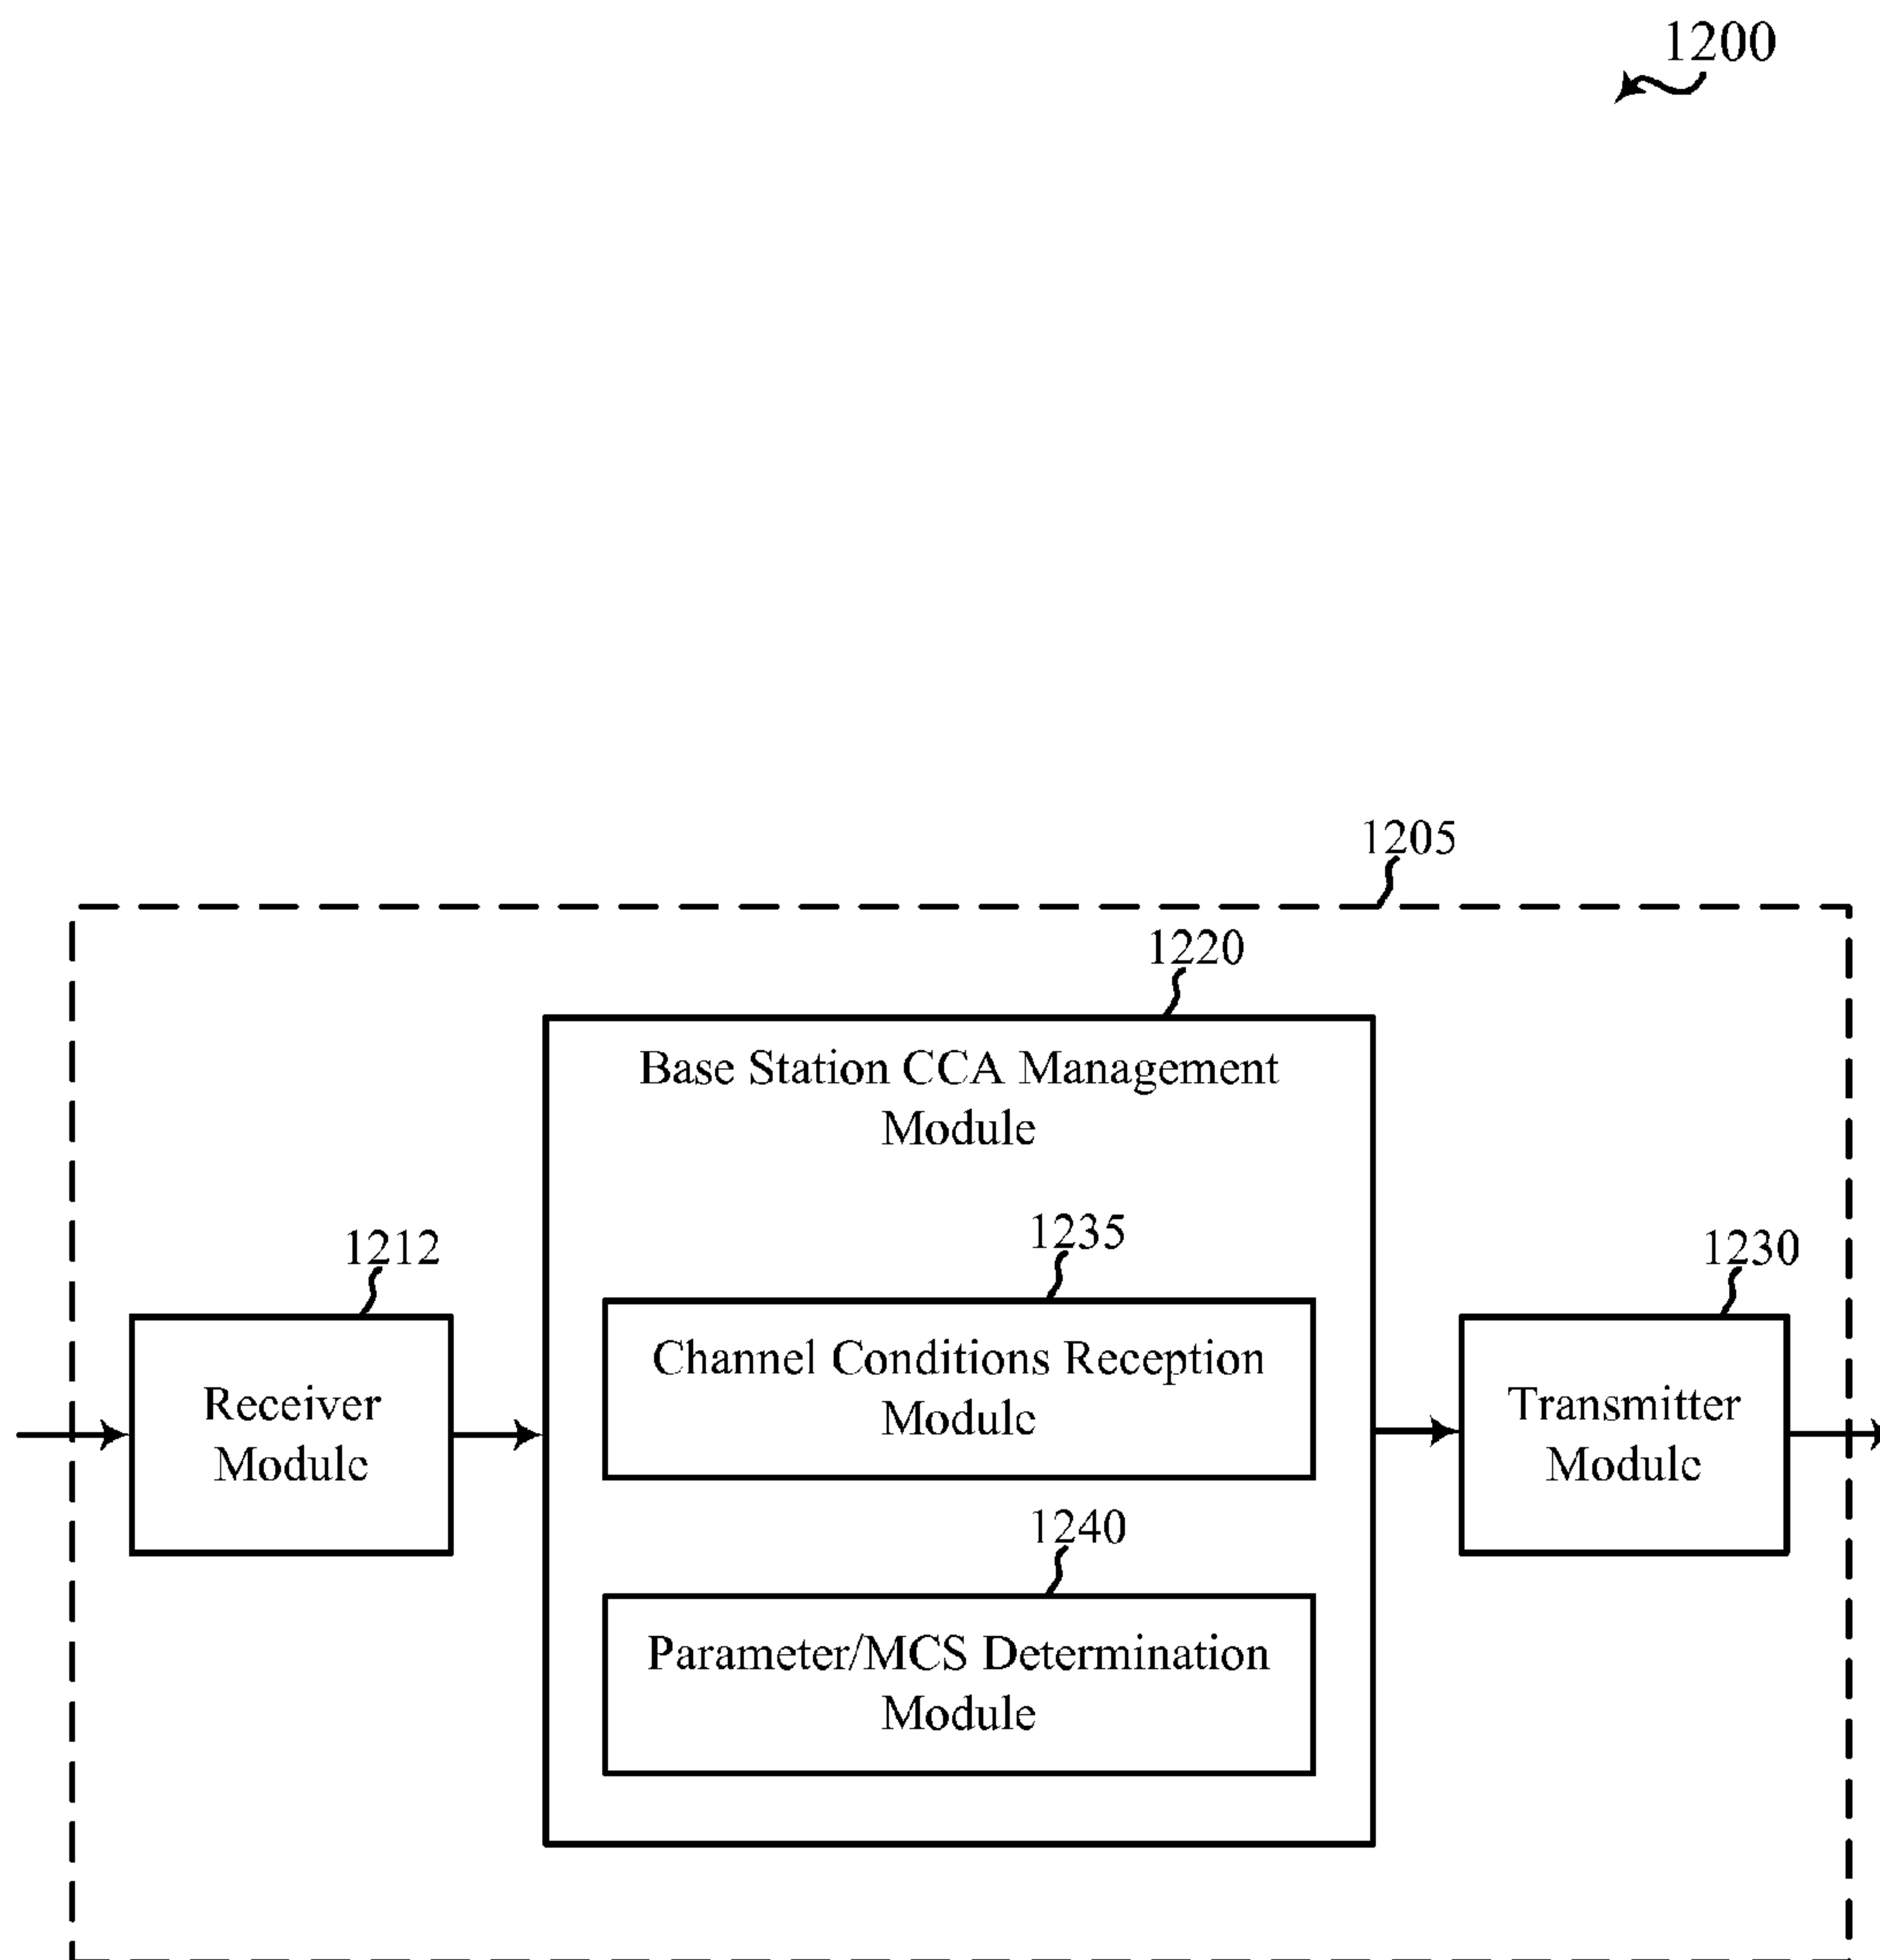 1200
1205
1220
Base Station CCA Management
Module
1212
1235
1230
Receiver
Module
Channel Conditions Reception
Module
Transmitter
Module
1240
Parameter/MCS Determination
Module